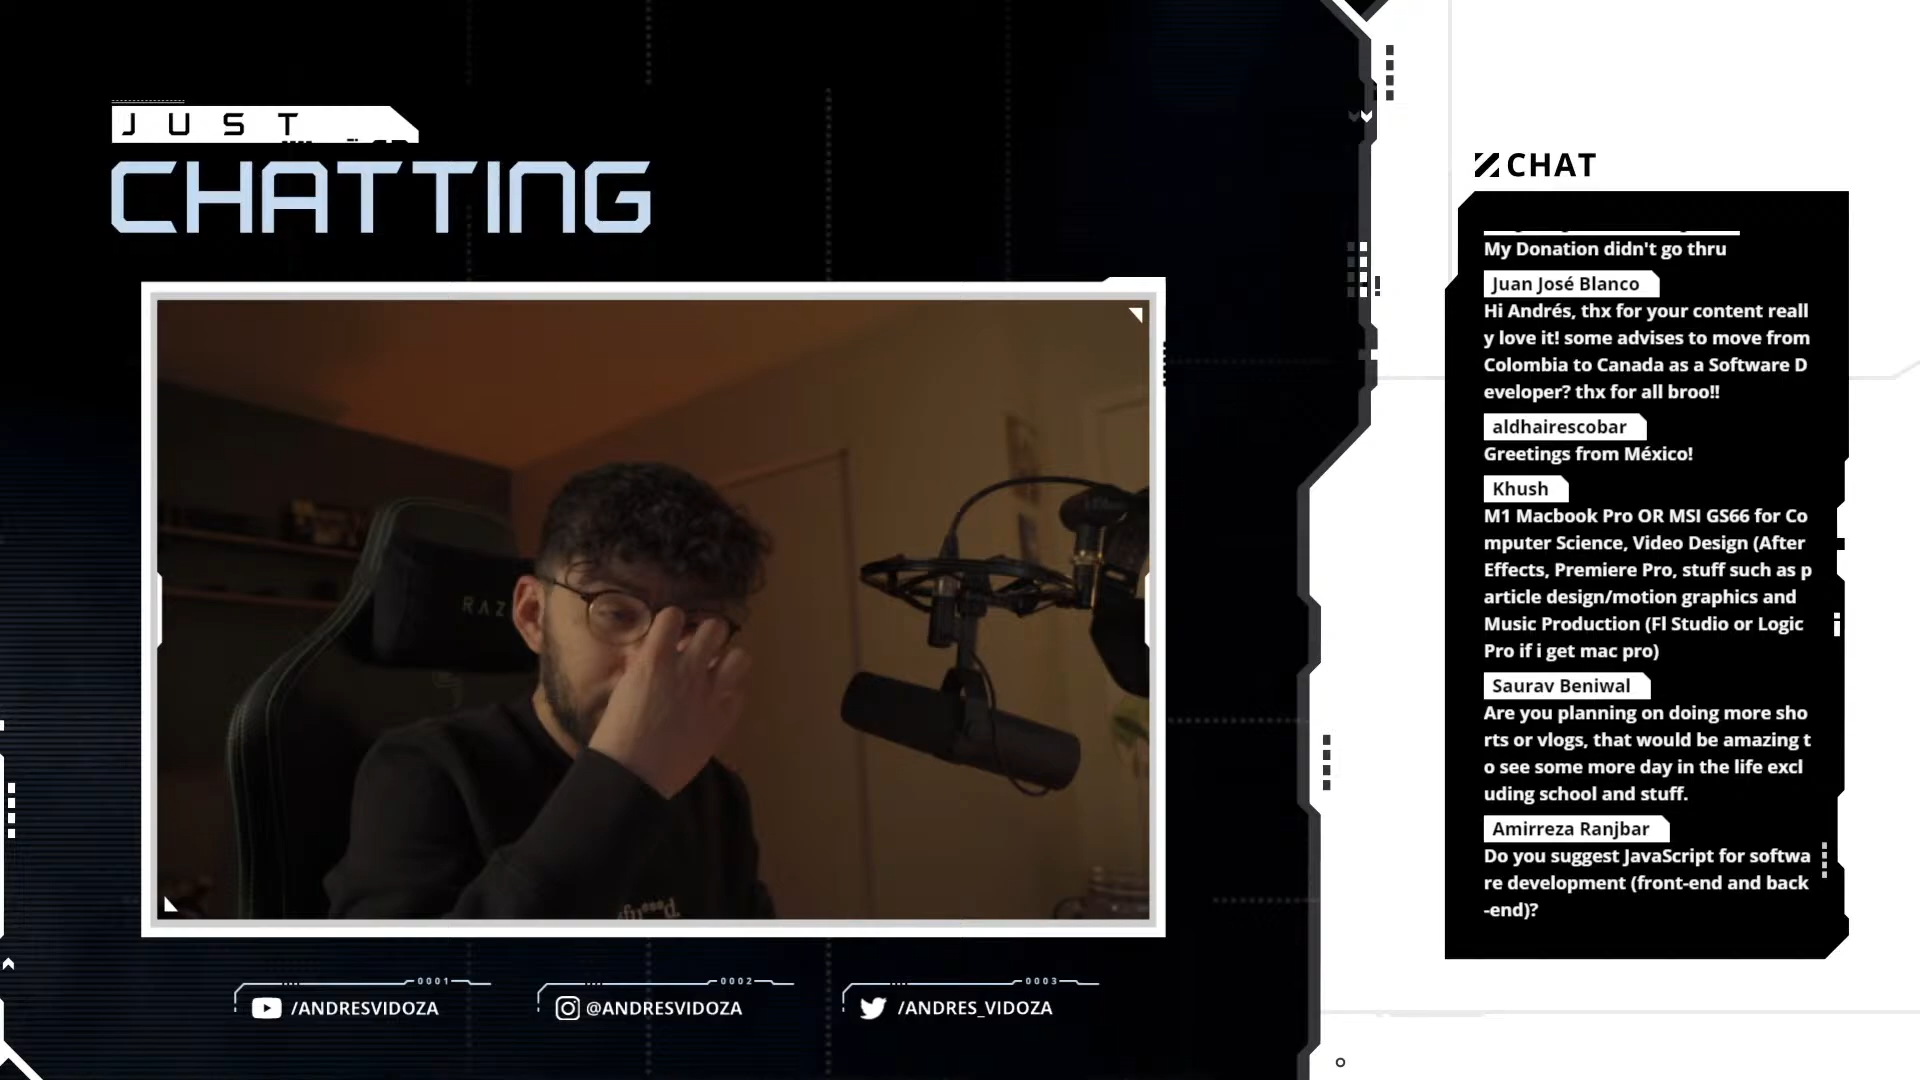 JUST
CHATTING
CHAT
My Donation didn't go thru
Juan José Blanco
Hi Andrés, thx for your content reall
y love it! some advises to move from
Colombia to Canada as a Software D
eveloper? thx for all broo!!
aldhairescobar
Greetings from México!
Khush
M1 Macbook Pro OR MSI GS66 for Co
mputer Science, Video Design (After
Effects, Premiere Pro, stuff such as p
article design/motion graphics and
Music Production (Fl Studio or Logic
Pro if i get mac pro)
Saurav Beniwal
Are you planning on doing more sho
rts or vlogs, that would be amazing t
o see some more day in the life excl
uding school and stuff.
Amirreza Ranjbar
Do you suggest JavaScript for softwa
re development (front-end and back
-end)?
RAZ
0001
/ANDRESVIDOZA
0002
@ANDRESVIDOZA
0003
/ANDRES_VIDOZA